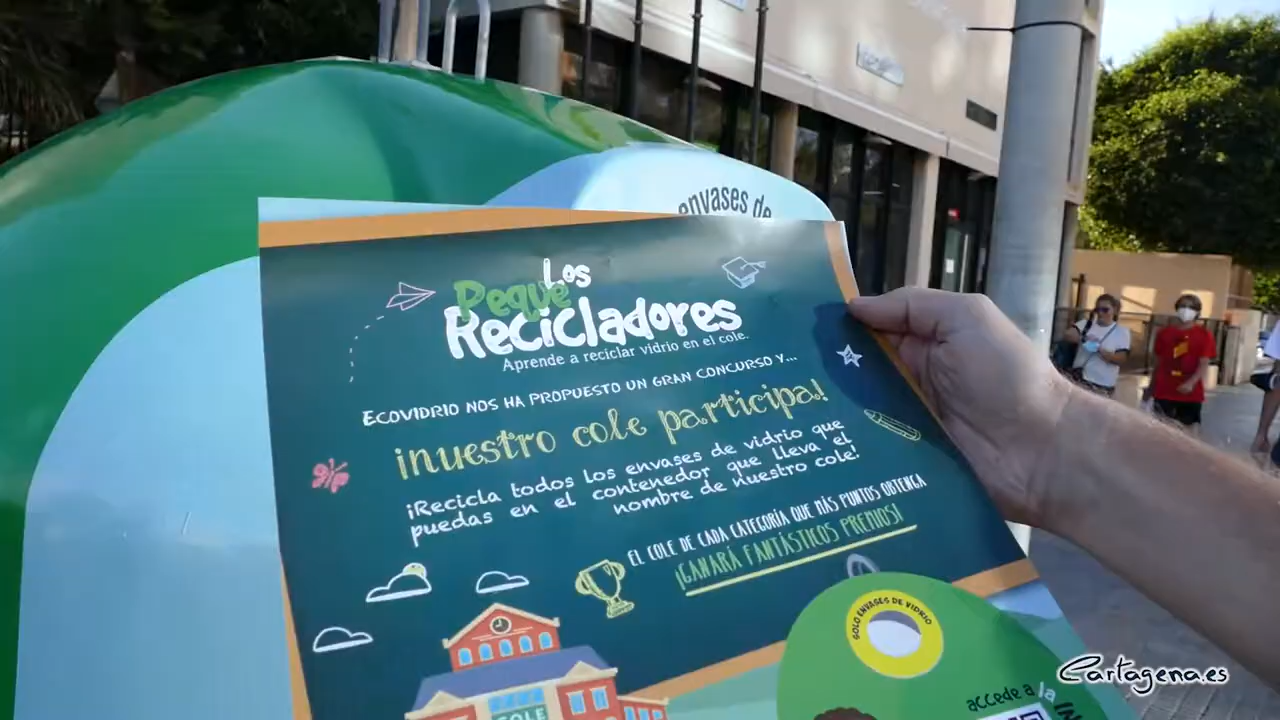 envases de
Los
Peque
Recicladores
Aprende a reciclar vidrio en el cole.
Ecovidrio nos ha propuesto un gran concurso y...
¡nuestro cole participa!
¡Recicla todos los envases de vidrio que
puedas en el contenedor que lleva el
nombre de nuestro cole!
EL COLE DE CADA CATEGORÍA QUE MÁS PUNTOS OBTENGA
¡GANARÁ FANTÁSTICOS PREMIOS!
SOLO ENVASES DE VIDRIO
COLE
accede a la
Cartagena.es